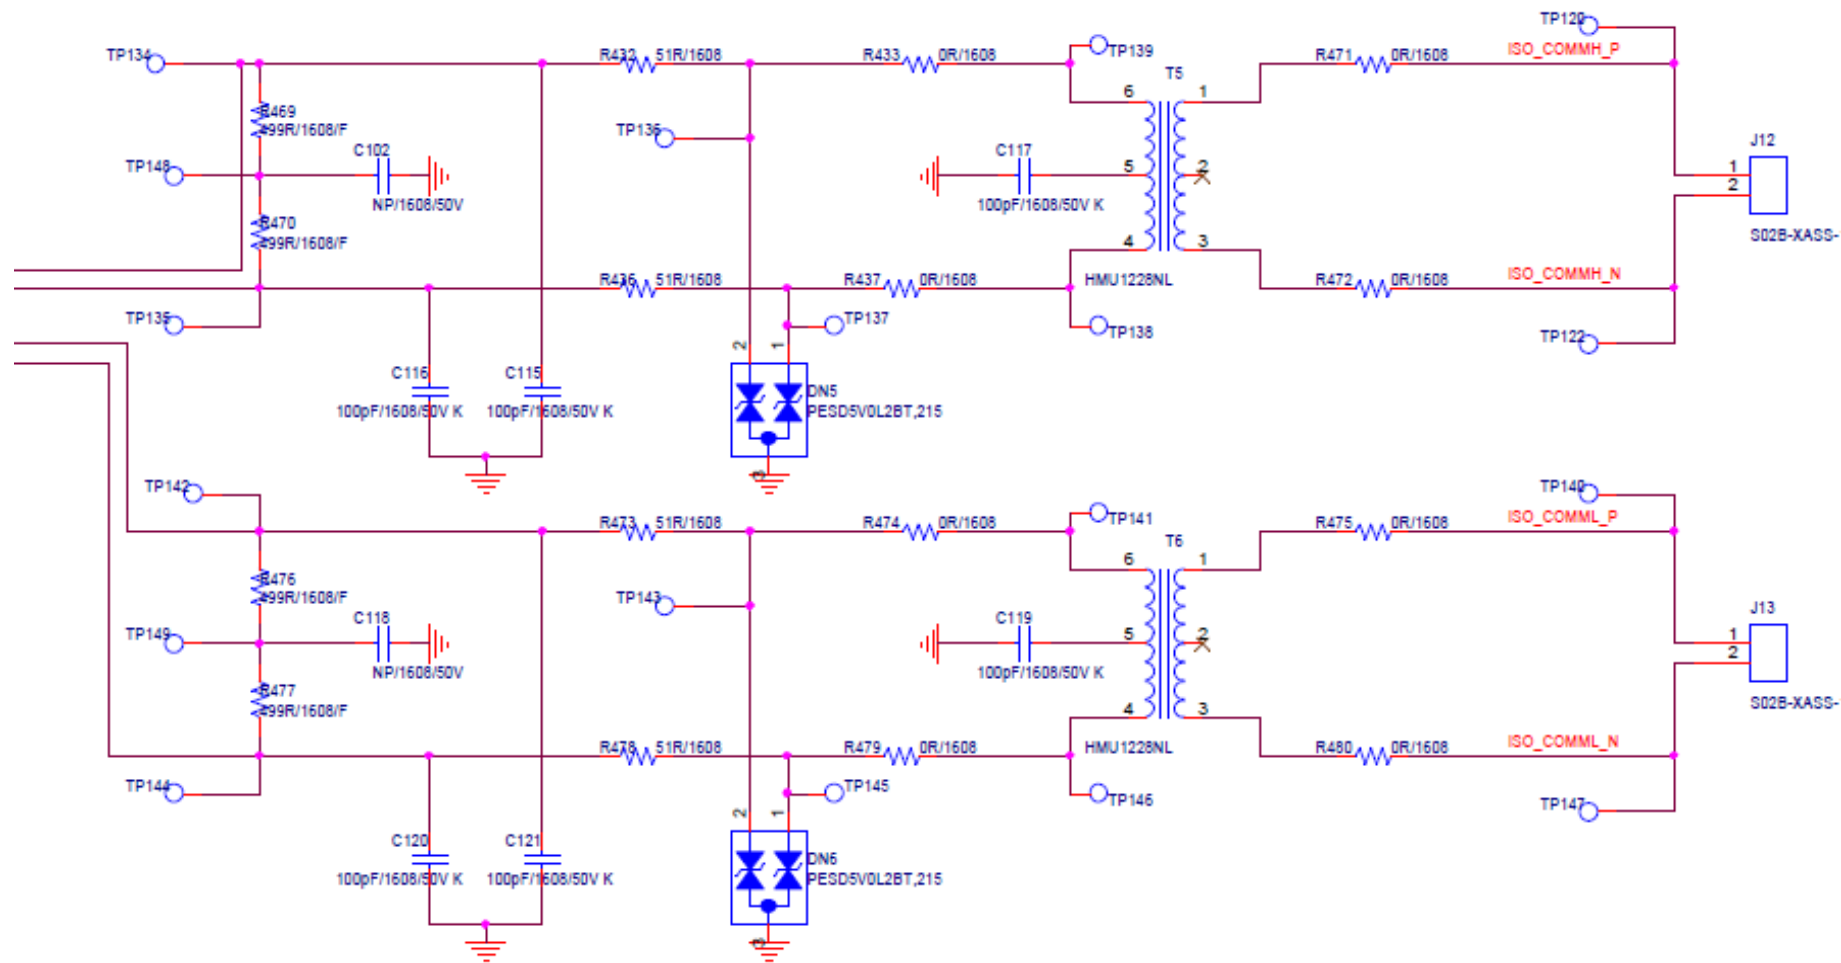 TP120
TP134
R432 51R/1608
R433 0R/1608
TP139
R471 0R/1608
ISO_COMMH_P
T5
6
1
R469
499R/1608/F
TP136
C102
C117
J12
TP148
5
2
1
2
NP/1608/50V
100pF/1608/50V K
R470
499R/1608/F
S02B-XASS-
4
3
R436 51R/1608
R437 0R/1608
HMU1228NL
R472 0R/1608
ISO_COMMH_N
TP135
TP137
TP138
TP122
2
1
C116
C115
DN5
100pF/1608/50V K
100pF/1608/50V K
PESD5V0L2BT,215
3
TP142
TP140
R473 51R/1608
R474 0R/1608
TP141
R475 0R/1608
ISO_COMML_P
T6
6
1
R476
499R/1608/F
TP143
C118
C119
J13
TP149
5
2
1
2
NP/1608/50V
100pF/1608/50V K
R477
499R/1608/F
S02B-XASS-
4
3
R478 51R/1608
R479 0R/1608
HMU1228NL
R480 0R/1608
ISO_COMML_N
TP144
TP145
TP146
TP147
2
1
C120
C121
DN6
100pF/1608/50V K
100pF/1608/50V K
PESD5V0L2BT,215
3